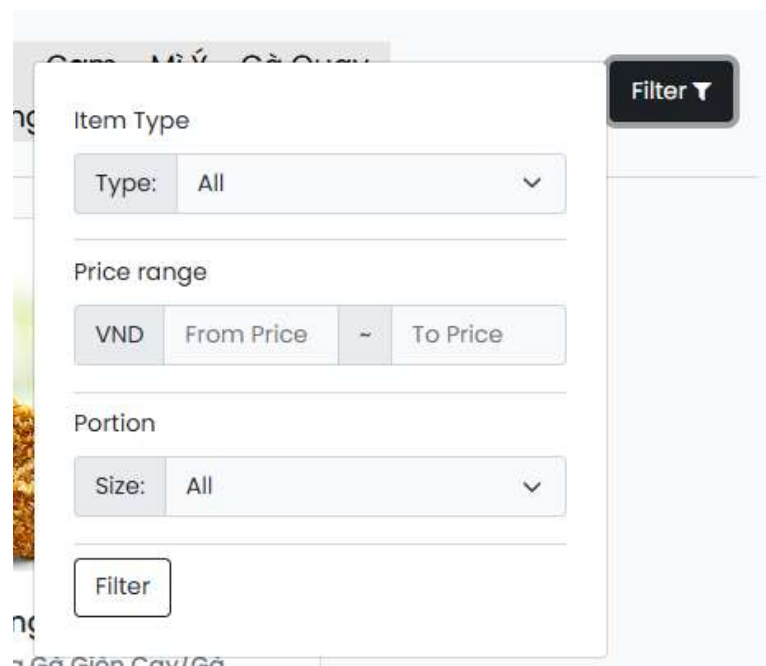 Filter
Item Type
Type: All
Price range
VND From Price ~ To Price
Portion
Size: All
Filter